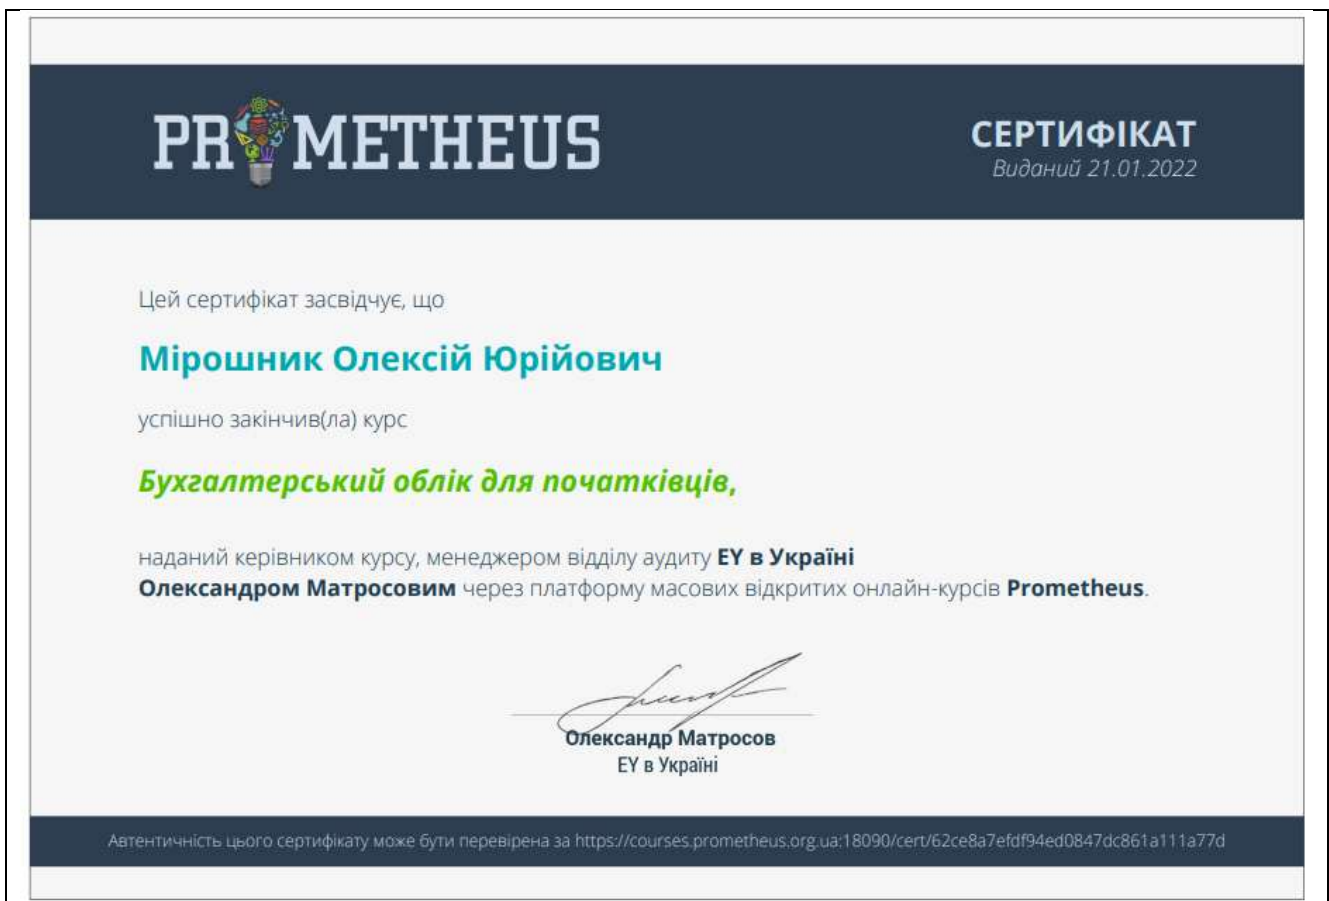 PROMETHEUS
СЕРТИФІКАТ
Виданий 21.01.2022
Цей сертифікат засвідчує, що
Мірошник Олексій Юрійович
успішно закінчив(ла) курс
Бухгалтерський облік для початківців,
наданий керівником курсу, менеджером відділу аудиту EY в Україні
Олександром Матросовим через платформу масових відкритих онлайн-курсів Prometheus.
Олександр Матросов
EY в Україні
Автентичність цього сертифікату може бути перевірена за https://courses.prometheus.org.ua:18090/cert/62ce8a7efdf94ed0847dc861a111a77d